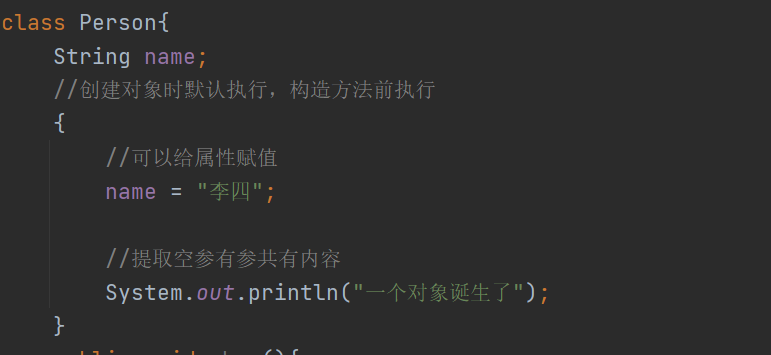 class Person{
String name;
//创建对象时默认执行，构造方法前执行
{
//可以给属性赋值
name = "李四";
//提取空参有参共有内容
System.out.println("一个对象诞生了");
}